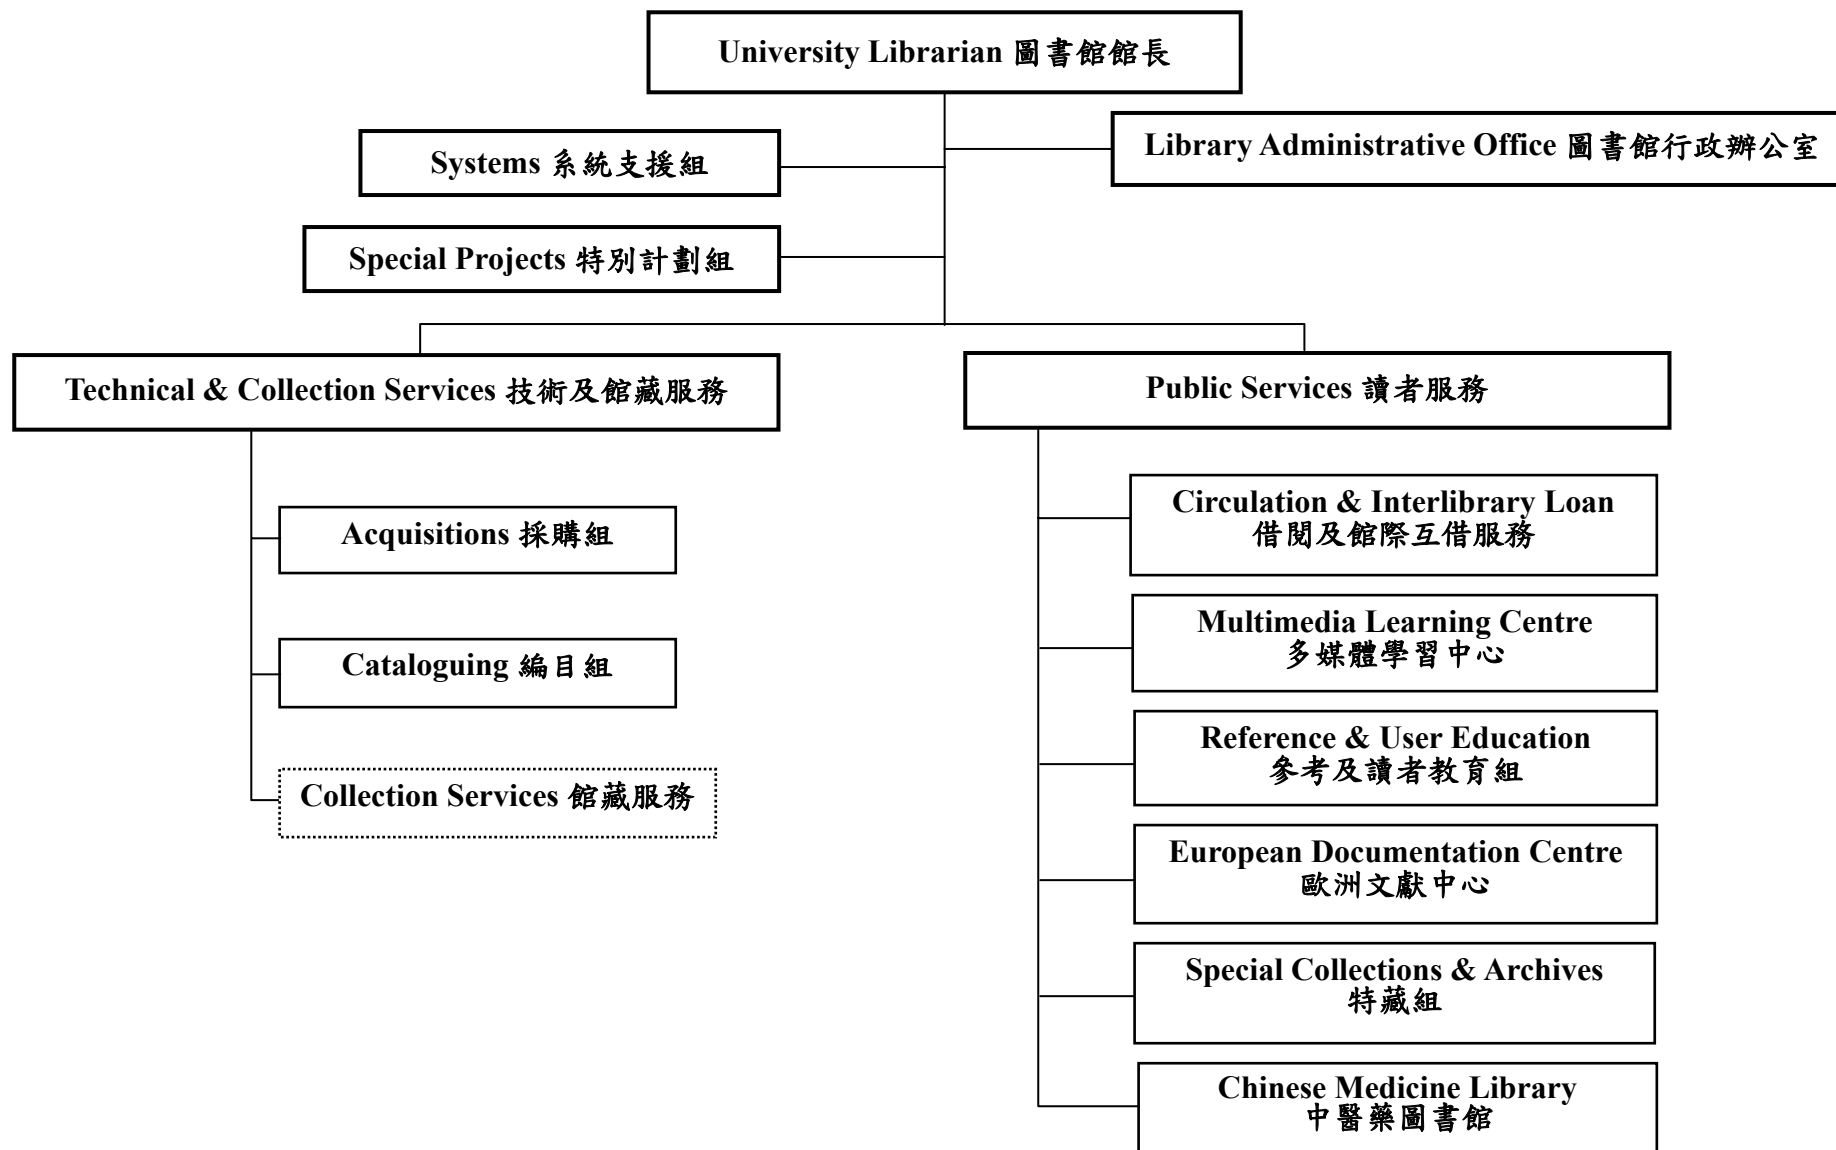 University Librarian 圖書館館長
Library Administrative Office 圖書館行政辦公室
Systems 系統支援組
Special Projects 特別計劃組
Technical & Collection Services 技術及館藏服務
Acquisitions 採購組
Cataloguing 編目組
Collection Services 館藏服務
Public Services 讀者服務
Circulation & Interlibrary Loan
借閱及館際互借服務
Multimedia Learning Centre
多媒體學習中心
Reference & User Education
參考及讀者教育組
European Documentation Centre
歐洲文獻中心
Special Collections & Archives
特藏組
Chinese Medicine Library
中醫藥圖書館